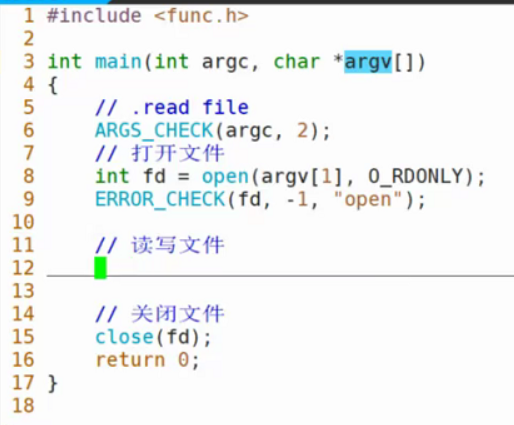 1 #include <func.h>
2
3 int main(int argc, char *argv[])
4 {
5     // .read file
6     ARGS_CHECK(argc, 2);
7     // 打开文件
8     int fd = open(argv[1], O_RDONLY);
9     ERROR_CHECK(fd, -1, "open");
10
11     // 读写文件
12
13
14     // 关闭文件
15     close(fd);
16     return 0;
17 }
18